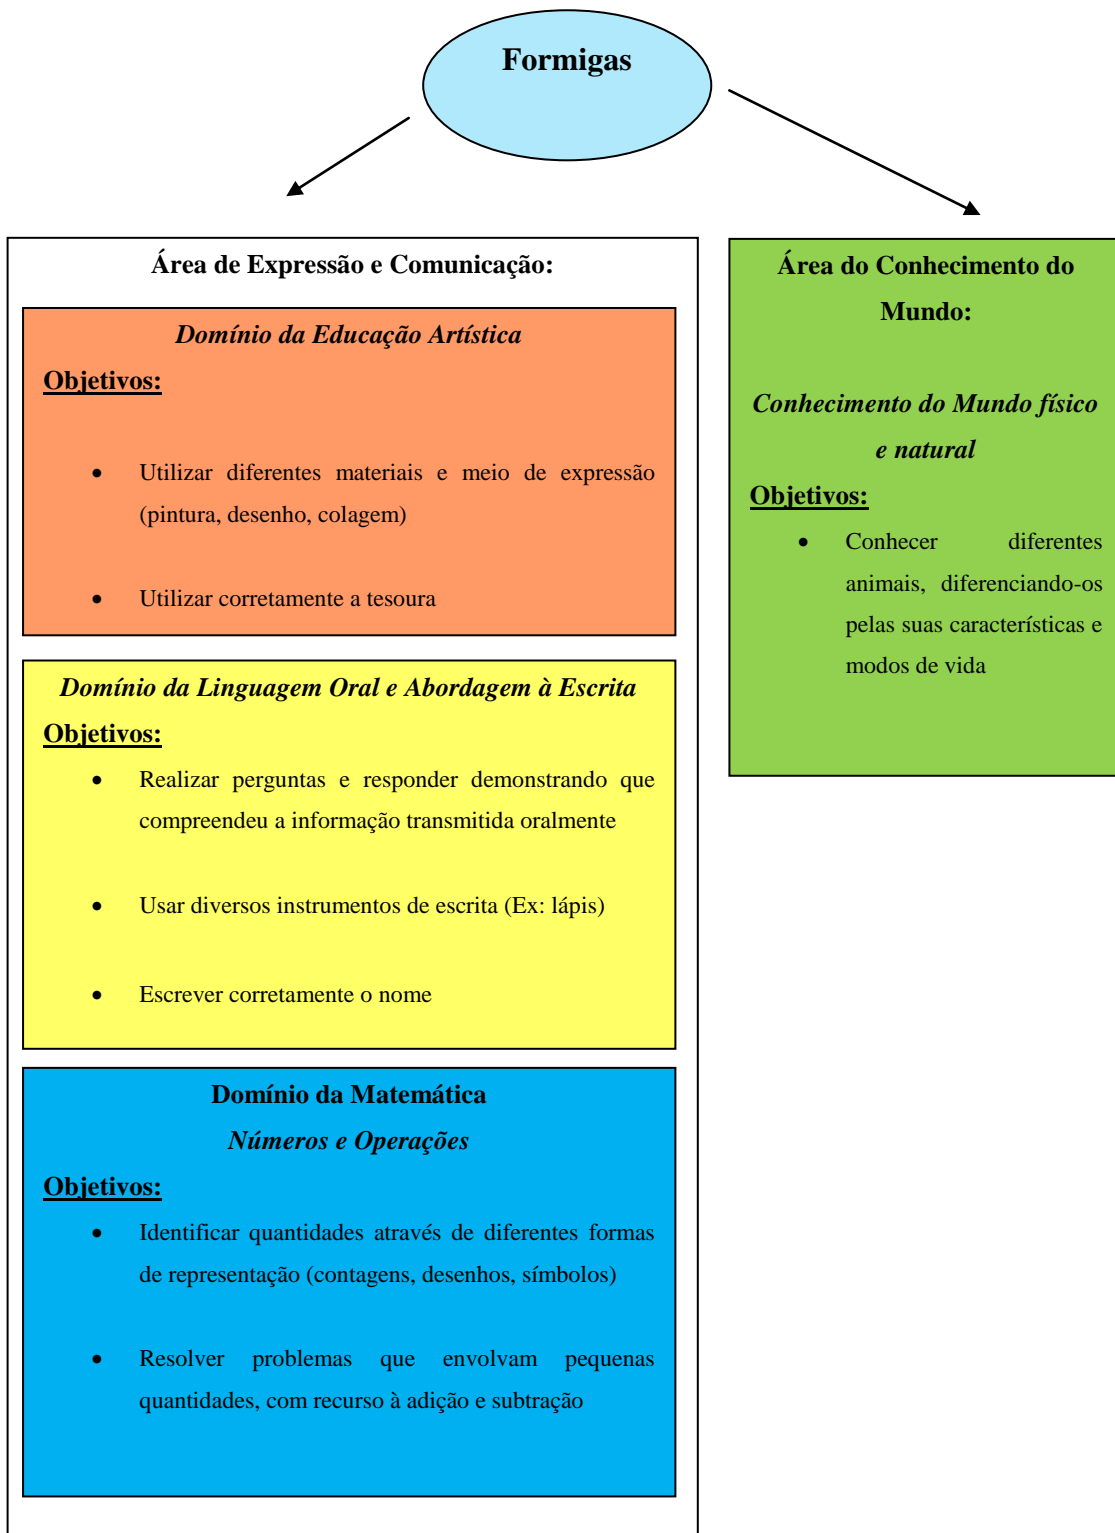 Formigas
Área de Expressão e Comunicação:
Domínio da Educação Artística
Objetivos:
• Utilizar diferentes materiais e meio de expressão
(pintura, desenho, colagem)
• Utilizar corretamente a tesoura
Domínio da Linguagem Oral e Abordagem à Escrita
Objetivos:
• Realizar perguntas e responder demonstrando que
compreendeu a informação transmitida oralmente
• Usar diversos instrumentos de escrita (Ex: lápis)
• Escrever corretamente o nome
Domínio da Matemática
Números e Operações
Objetivos:
• Identificar quantidades através de diferentes formas
de representação (contagens, desenhos, símbolos)
• Resolver problemas que envolvam pequenas
quantidades, com recurso à adição e subtração
Área do Conhecimento do
Mundo:
Conhecimento do Mundo físico
e natural
Objetivos:
• Conhecer diferentes
animais, diferenciando-os
pelas suas características e
modos de vida